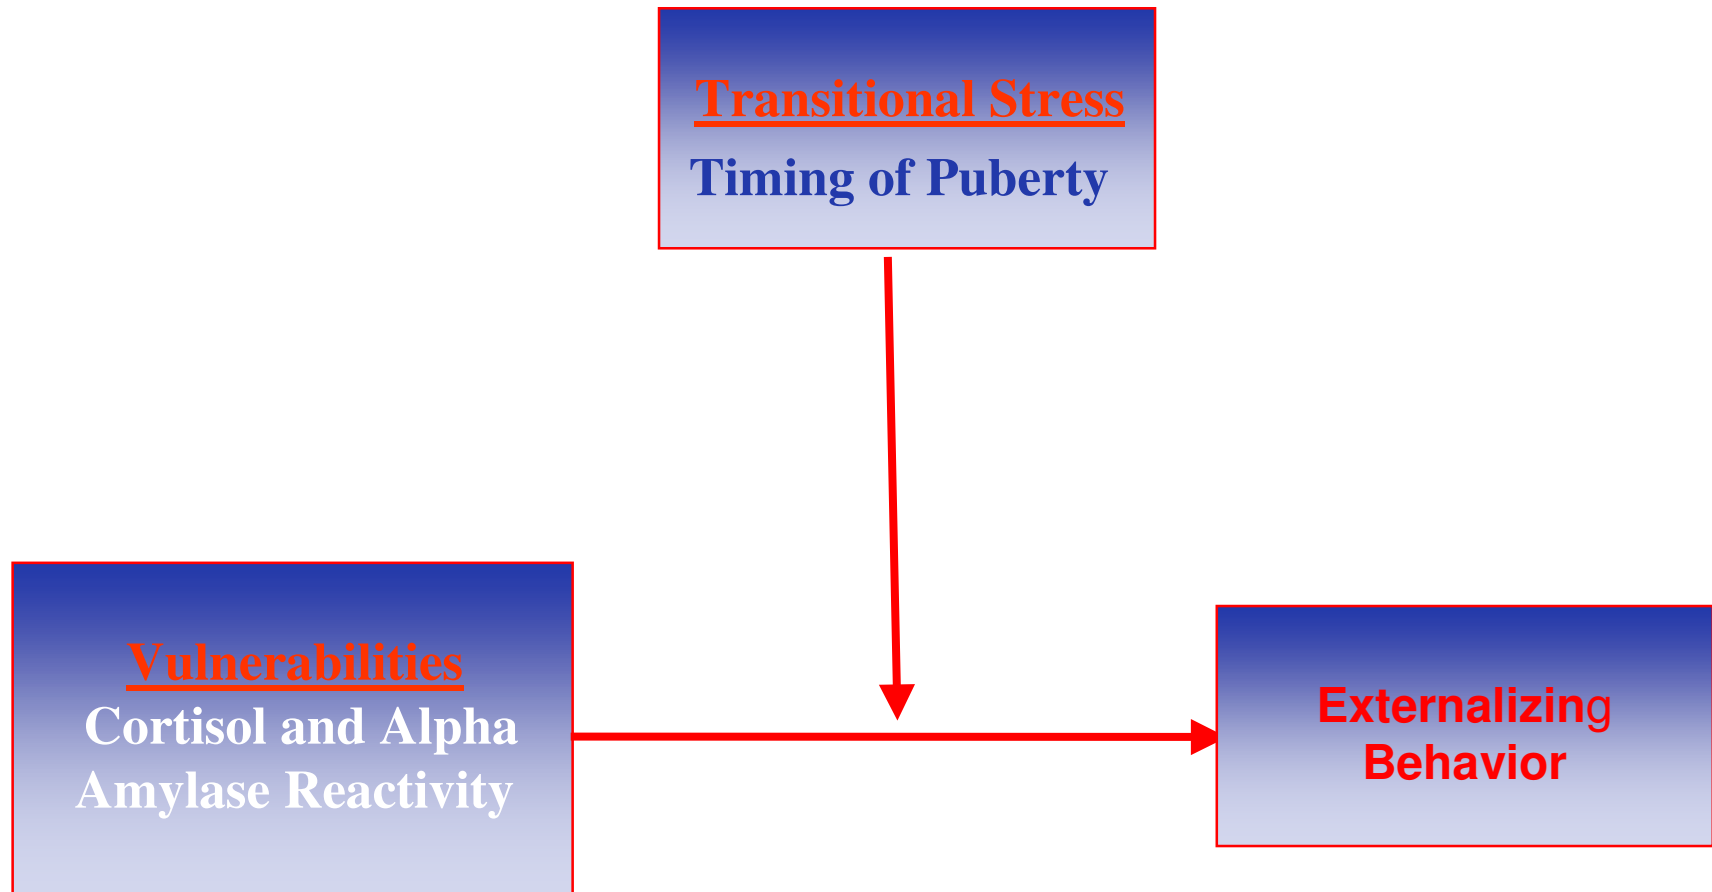 Transitional Stress
Timing of Puberty
Vulnerabilities
Cortisol and Alpha
Amylase Reactivity
Externalizing
Behavior